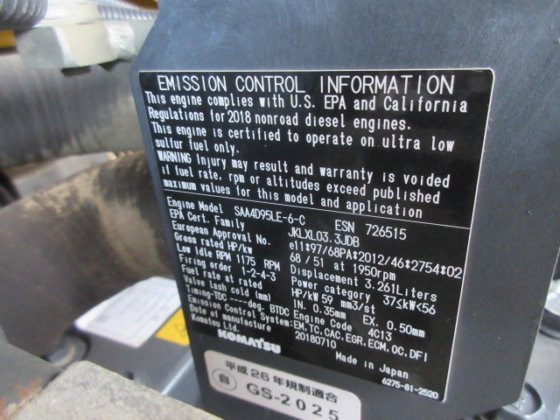 EMISSION CONTROL INFORMATION
This engine complies with U.S. EPA and California
Regulations for 2018 nonroad diesel engines.
This engine is certified to operate on ultra low
sulfur fuel only.
WARNING Injury may result and warranty is voided
if fuel rate. rpm or altitudes exceed published
maximum values for this model and application
Engine Model SAA4D95LE-6-C ESN 726515
EPA Cert. Family JKLXL03.3JDB
European Approval No. e11*97/68PA*2012/46*2754*02
Gross rated HP/kw 68/51 at 1950rpm
Low Idle RPM 1175 RPM Displacement 3.261Liters
Firing order 1-2-4-3 Power category 37≤kW<56
Fuel rate at rated HP/kW 59 mm3/st
Valve lash cold (mm) IN. 0.35mm EX. 0.50mm
Timing-TDC ----deg. BTDC Engine Code 4C13
Emission Control System:EM,TC,CAC,EGR,ECM,OC,DFI
Date of manufacture 20180710
Komatsu Ltd.
KOMATSU Made in Japan
6275-81-2520
平成26年規制適合
自 GS-2025